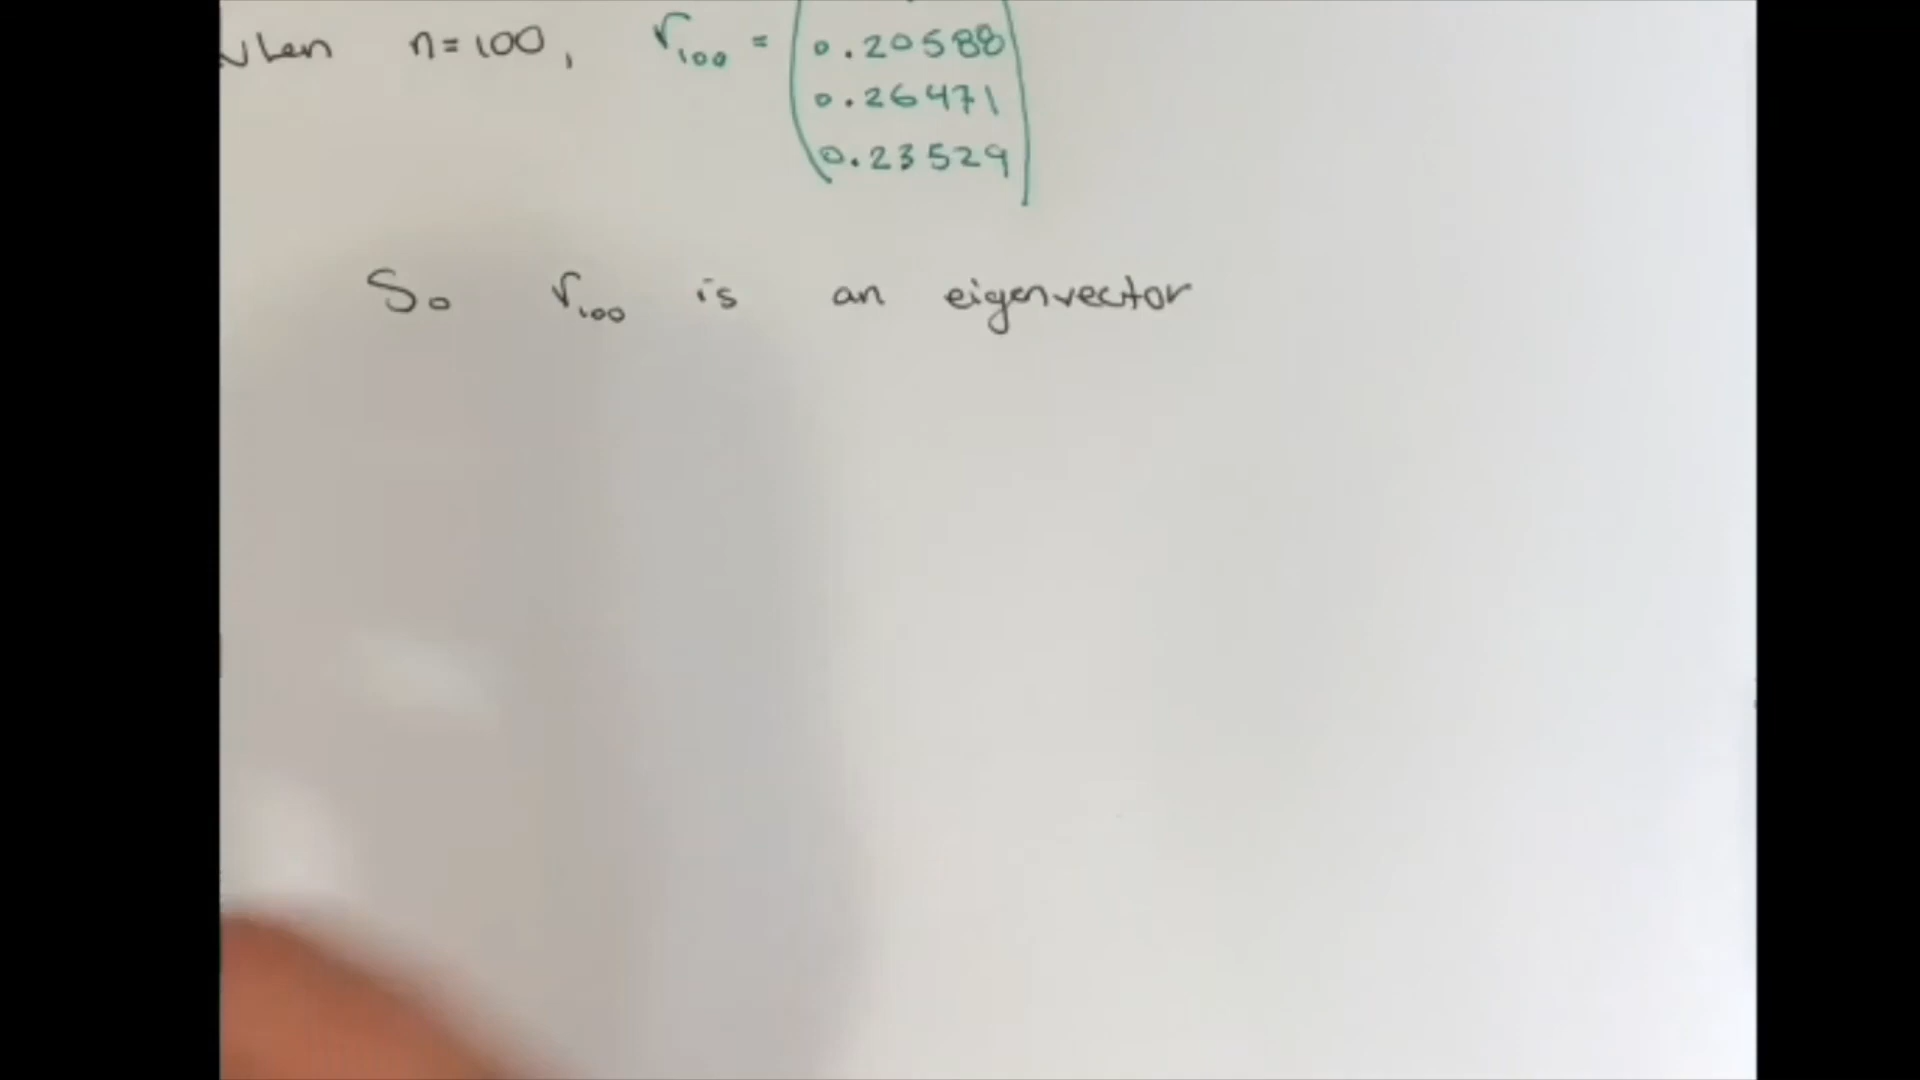 when n=100, r₁₀₀ =
0.20588
0.26471
0.23529
So r₁₀₀ is an eigenvector